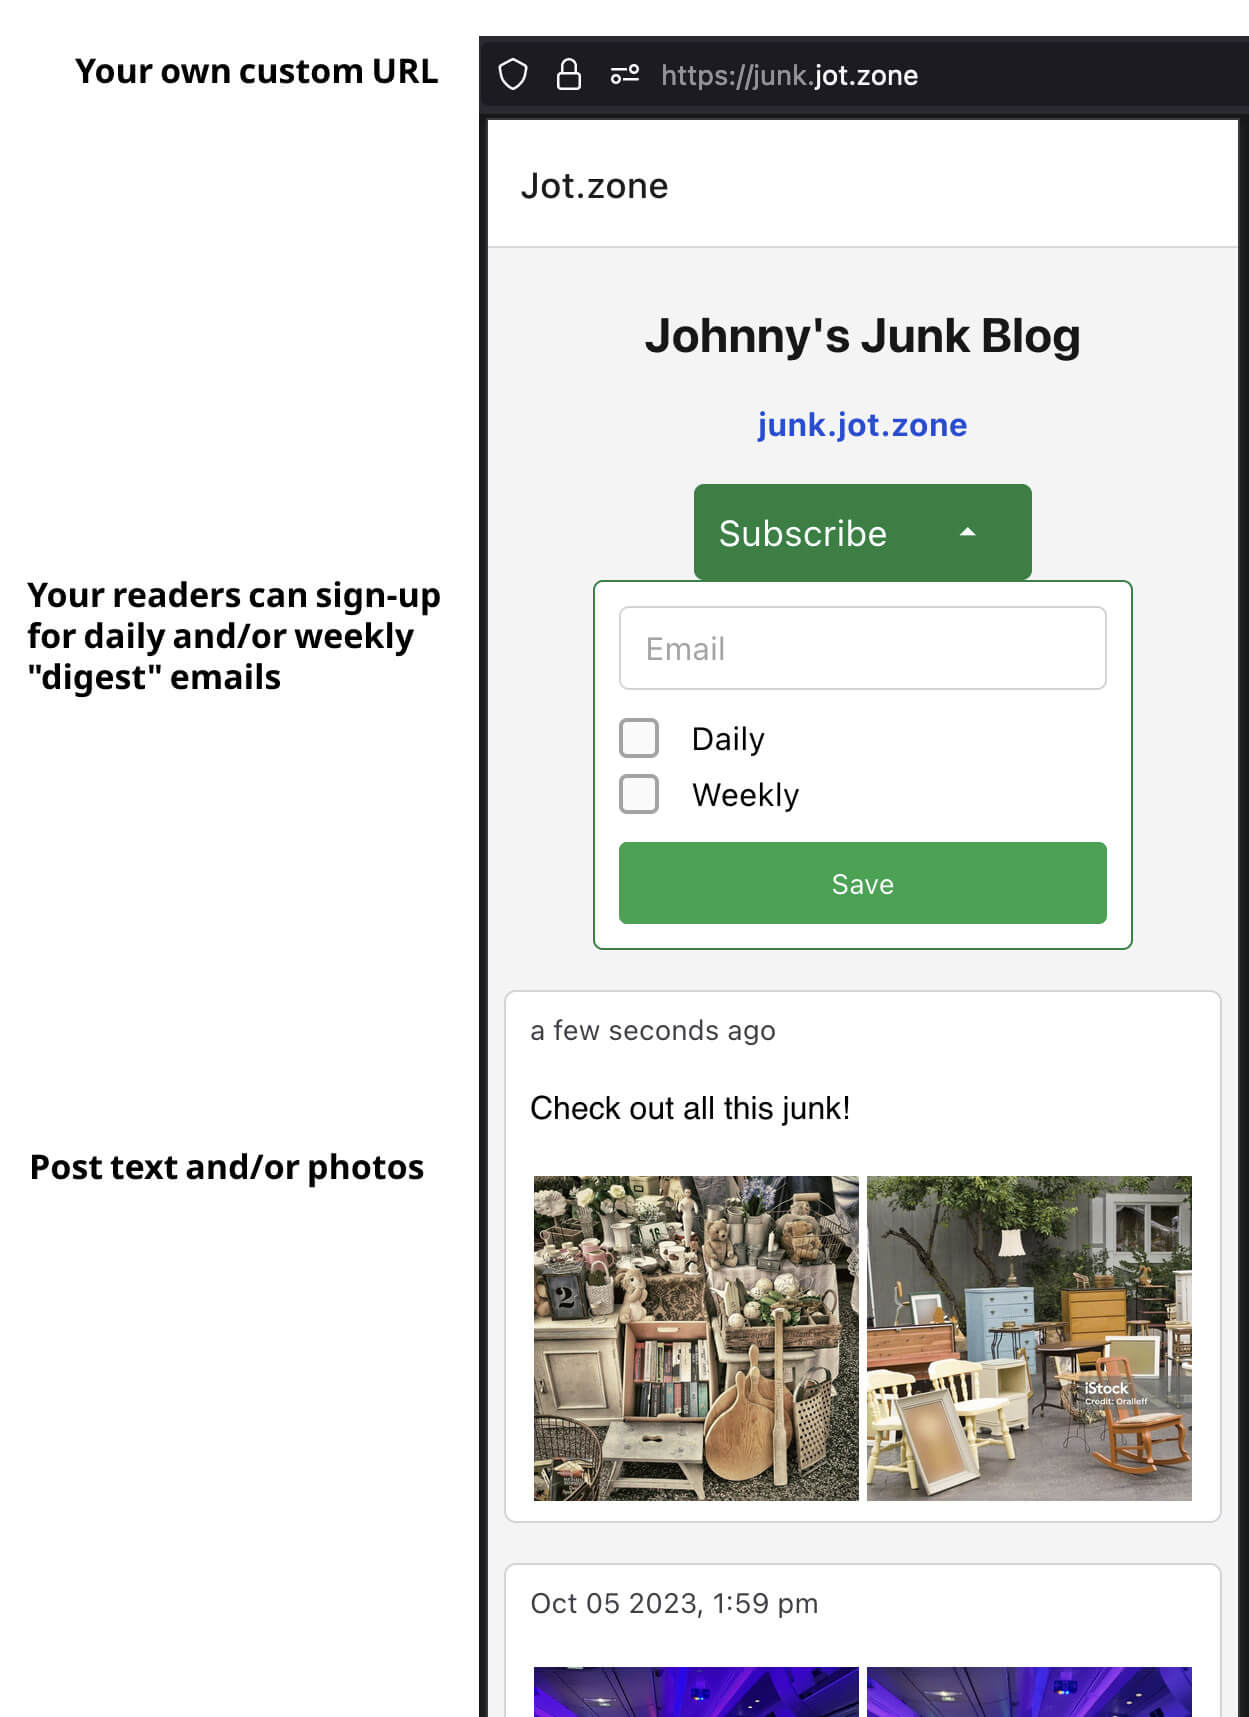 Your own custom URL
https://junk.jot.zone
Jot.zone
Johnny's Junk Blog
junk.jot.zone
Subscribe
Your readers can sign-up
for daily and/or weekly
"digest" emails
Email
Daily
Weekly
Save
a few seconds ago
Check out all this junk!
Post text and/or photos
16
2
iStock
Credit: Oralleff
Oct 05 2023, 1:59 pm